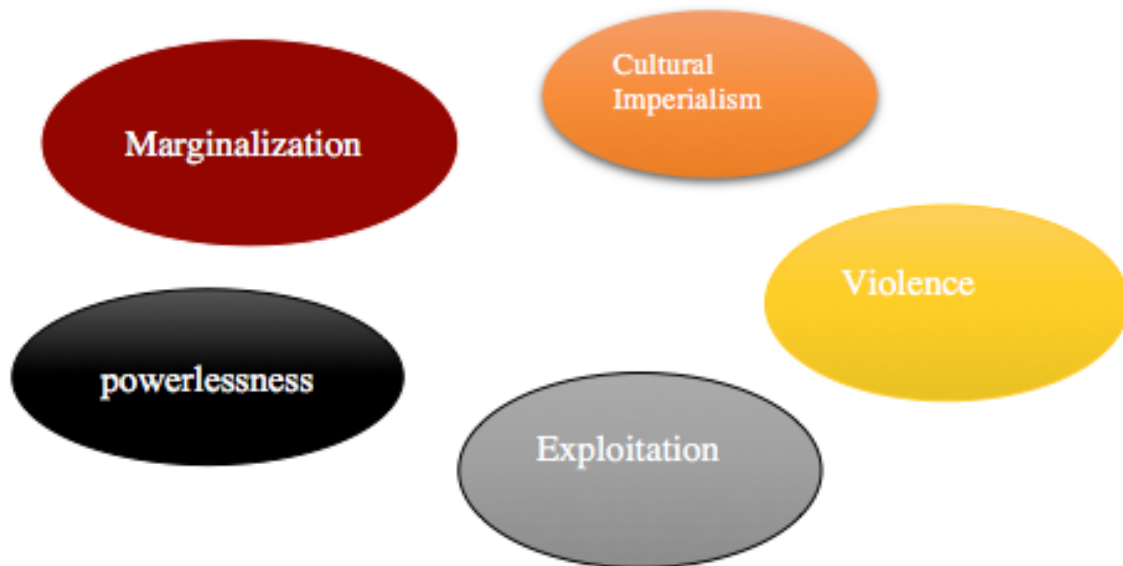 Marginalization
Cultural
Imperialism
Violence
powerlessness
Exploitation